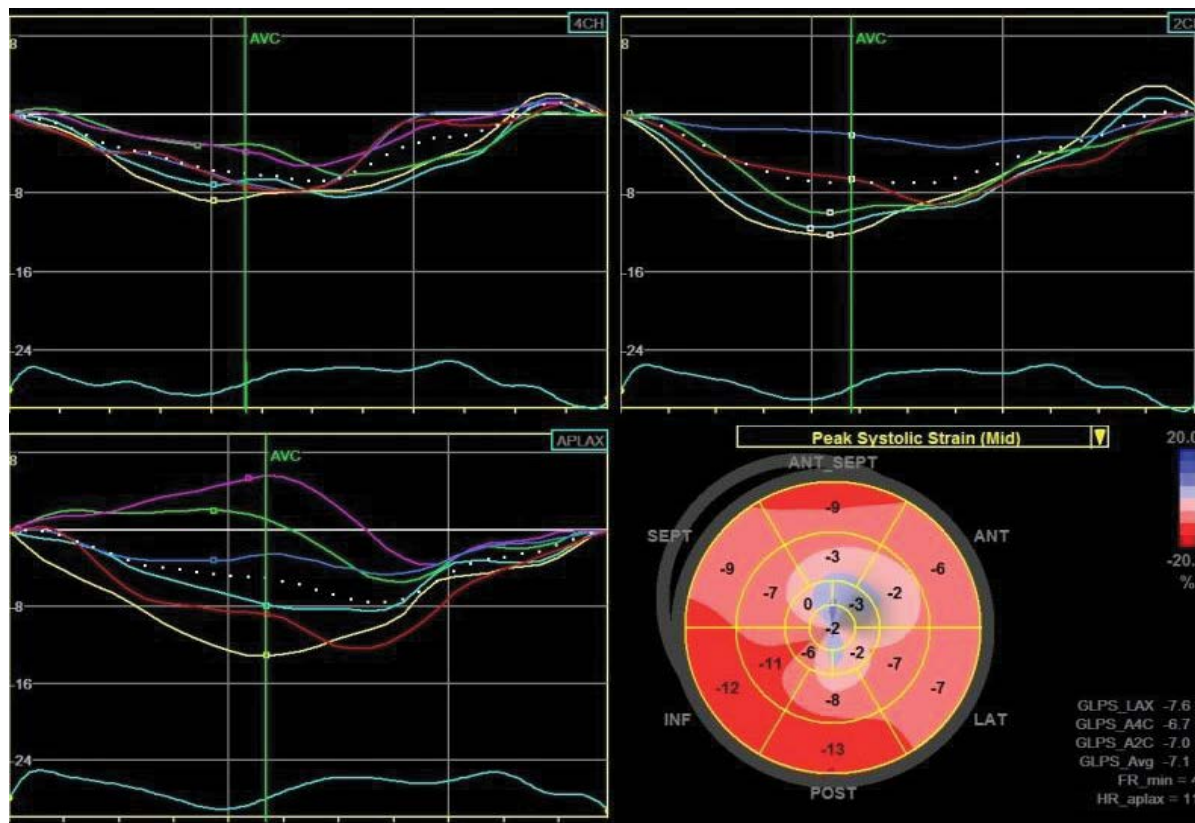 4CH
AVC
8
0
-8
-16
-24
AVC
8
0
-8
-16
-24
APLAX
AVC
8
0
-8
-16
-24
Peak Systolic Strain (Mid)
20.0
-20.
%
ANT_SEPT
SEPT
ANT
INF
LAT
POST
-9
-9
-3
-6
-7
0
-3
-2
-2
-6
-2
-11
-7
-12
-8
-7
-13
GLPS_LAX -7.6
GLPS_A4C -6.7
GLPS_A2C -7.0
GLPS_Avg -7.1
FR_min =
HR_aplax =